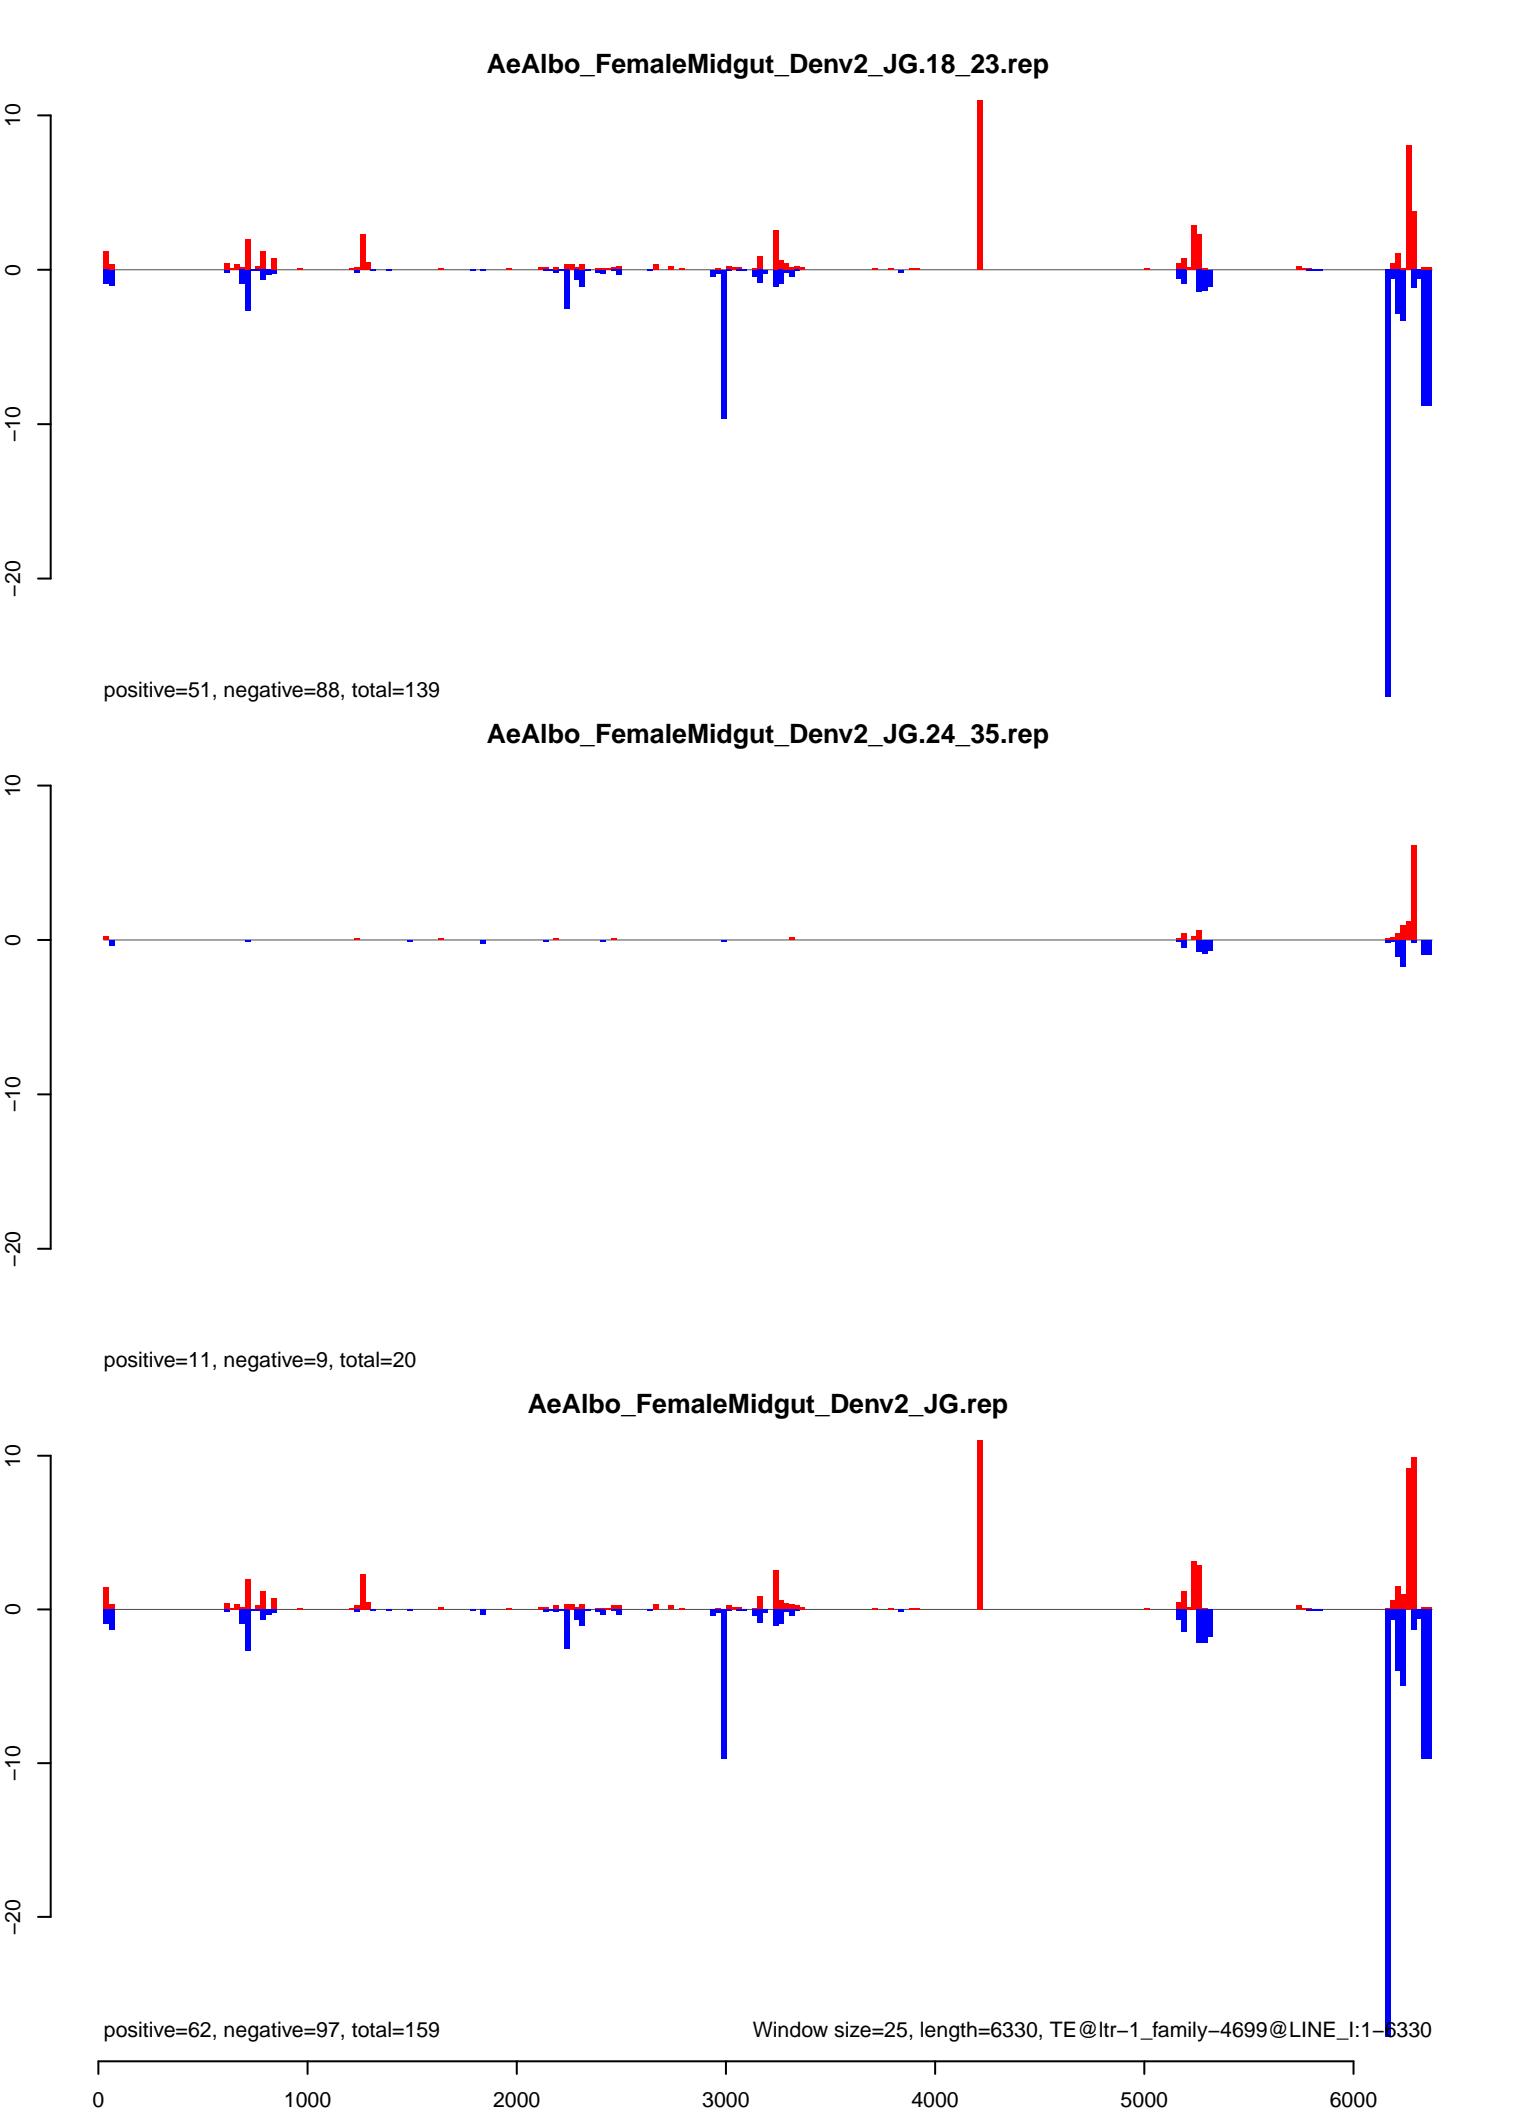 AeAlbo_FemaleMidgut_Denv2_JG.18_23.rep
10
0
−10
−20
positive=51, negative=88, total=139
AeAlbo_FemaleMidgut_Denv2_JG.24_35.rep
10
0
−10
−20
positive=11, negative=9, total=20
AeAlbo_FemaleMidgut_Denv2_JG.rep
10
0
−10
−20
positive=62, negative=97, total=159
Window size=25, length=6330, TE@ltr−1_family−4699@LINE_I:1−6330
0 1000 2000 3000 4000 5000 6000